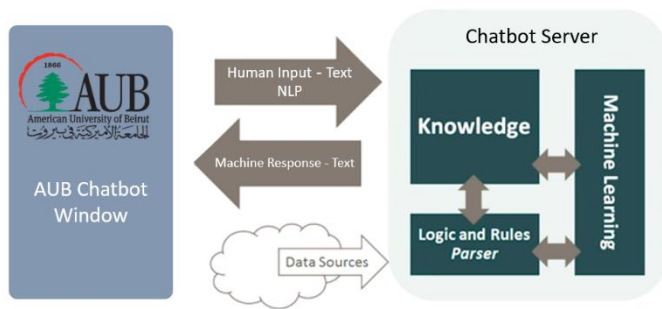 1866
AUB
American University of Beirut
الجامعة الأميركية في بيروت
AUB Chatbot
Window
Human Input - Text
NLP
Machine Response - Text
Data Sources
Chatbot Server
Knowledge
Logic and Rules
Parser
Machine Learning